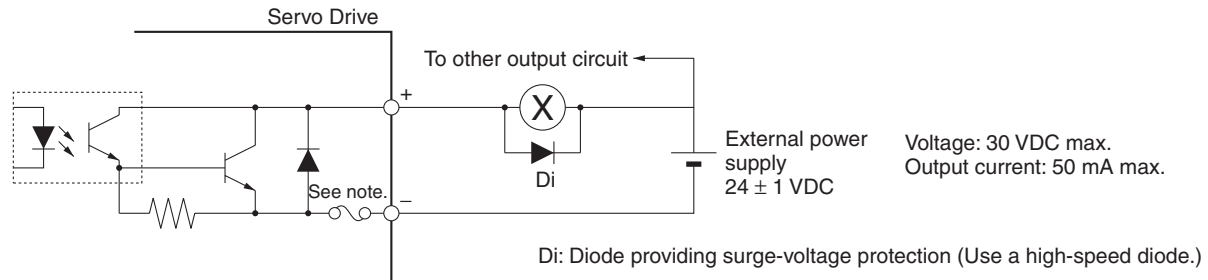 Servo Drive
To other output circuit
+
X
Di
External power
supply
24 ± 1 VDC
Voltage: 30 VDC max.
Output current: 50 mA max.
See note.
−
Di: Diode providing surge-voltage protection (Use a high-speed diode.)